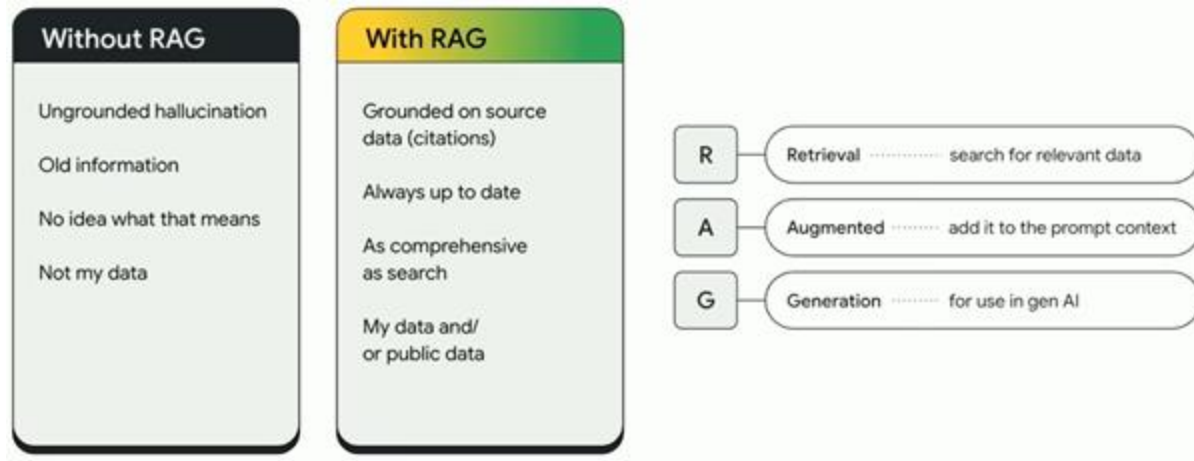 Without RAG
Ungrounded hallucination
Old information
No idea what that means
Not my data
With RAG
Grounded on source
data (citations)
Always up to date
As comprehensive
as search
My data and/
or public data
R Retrieval search for relevant data
A Augmented add it to the prompt context
G Generation for use in gen AI